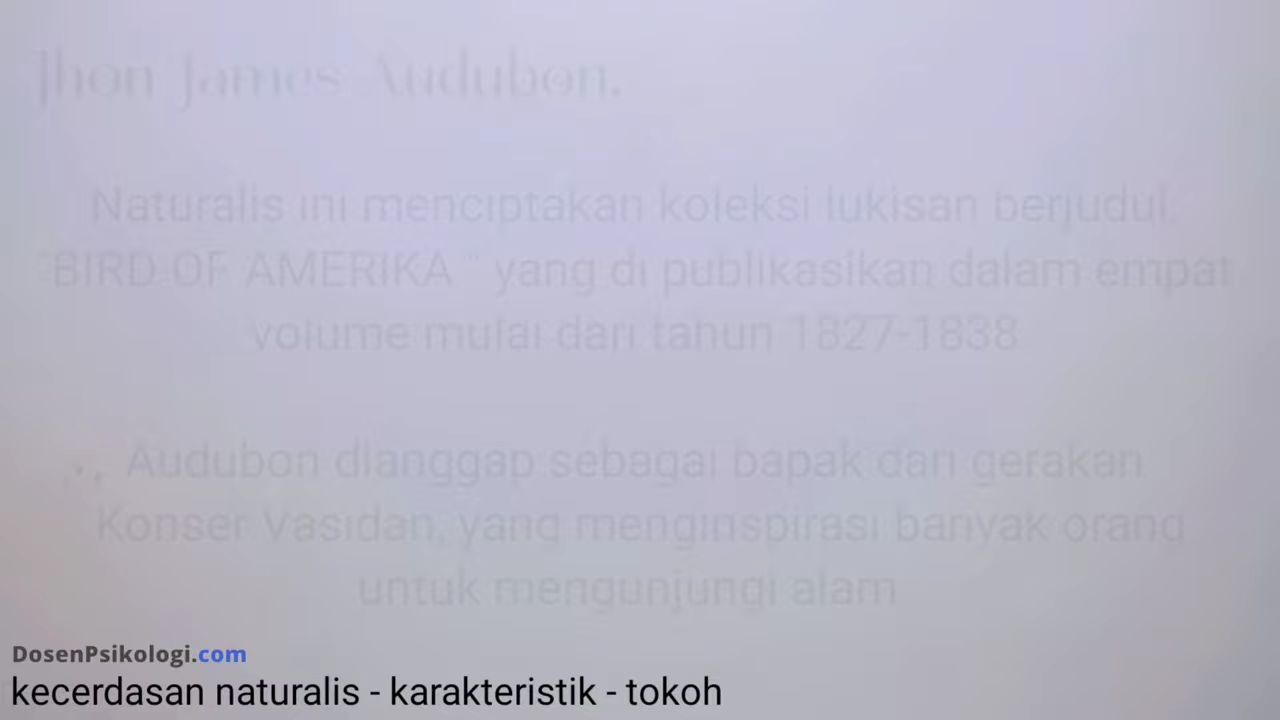 Jhon James Audubon.
Naturalis ini menciptakan koleksi lukisan berjudul
"BIRD OF AMERIKA " yang di publikasikan dalam empat
volume mulai dari tahun 1827-1838
Audubon dianggap sebagai bapak dari gerakan
Konser Vasidan, yang menginspirasi banyak orang
untuk mengunjungi alam
DosenPsikologi.com
kecerdasan naturalis - karakteristik - tokoh